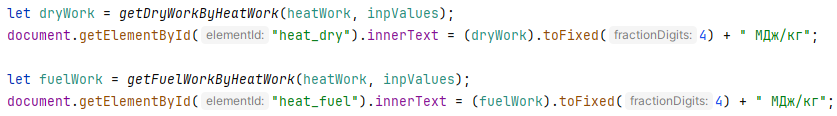 let dryWork = getDryWorkByHeatWork(heatWork, inpValues);
document.getElementById( elementId: "heat_dry").innerText = (dryWork).toFixed( fractionDigits: 4) + " МДж/кг";
let fuelWork = getFuelWorkByHeatWork(heatWork, inpValues);
document.getElementById( elementId: "heat_fuel").innerText = (fuelWork).toFixed( fractionDigits: 4) + " МДж/кг";